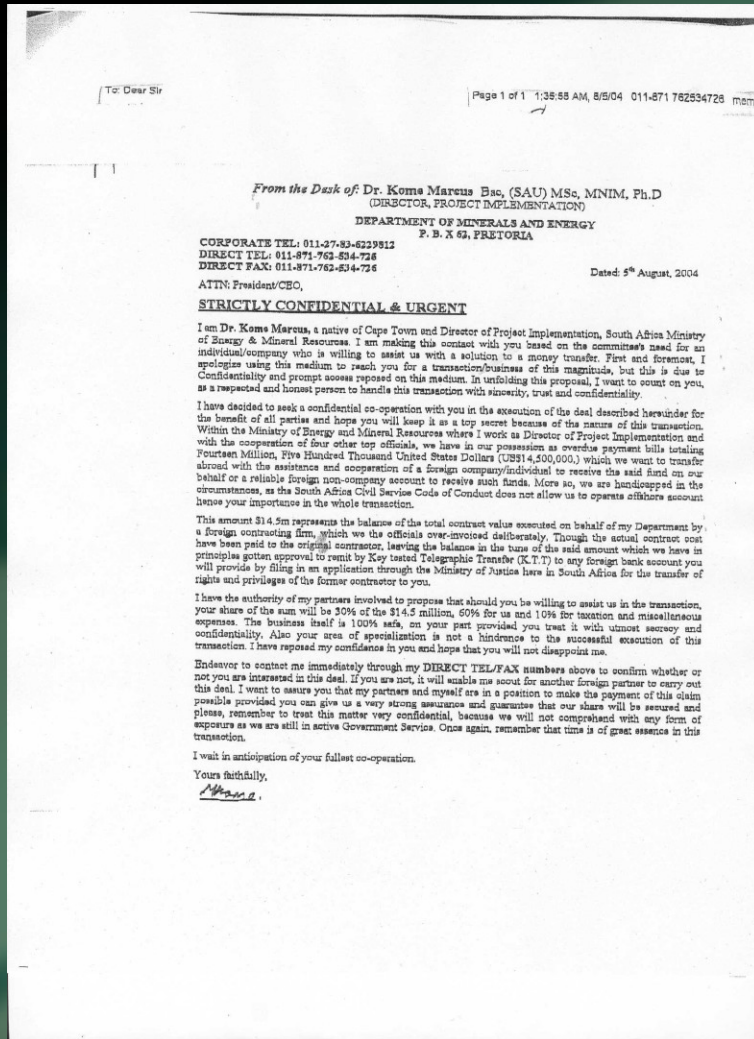 To: Dear Sir
Page 1 of 1 1:35:58 AM, 8/5/04 011-871 762534726
From the Desk of: Dr. Kome Marcus Bsc, (SAU) MSc, MNIM, Ph.D
(DIRECTOR, PROJECT IMPLEMENTATION)
DEPARTMENT OF MINERALS AND ENERGY
P. B. X 62, PRETORIA
CORPORATE TEL: 011-27-83-6229812
DIRECT TEL: 011-871-762-534-726
DIRECT FAX: 011-871-762-534-726
Dated: 5th August, 2004
ATTN: President/CEO,
STRICTLY CONFIDENTIAL & URGENT
I am Dr. Kome Marcus, a native of Cape Town and Director of Project Implementation, South Africa Ministry
of Energy & Mineral Resources. I am making this contact with you based on the committee's need for an
individual/company who is willing to assist us with a solution to a money transfer. First and foremost, I
apologize using this medium to reach you for a transaction/business of this magnitude, but this is due to
Confidentiality and prompt access reposed on this medium. In unfolding this proposal, I want to count on you,
as a respected and honest person to handle this transaction with sincerity, trust and confidentiality.
I have decided to seek a confidential co-operation with you in the execution of the deal described hereunder for
the benefit of all parties and hope you will keep it as a top secret because of the nature of this transaction.
Within the Ministry of Energy and Mineral Resources where I work as Director of Project Implementation and
with the cooperation of four other top officials, we have in our possession as overdue payment bills totaling
Fourteen Million, Five Hundred Thousand United States Dollars (US$14,500,000,) which we want to transfer
abroad with the assistance and cooperation of a foreign company/individual to receive the said fund on our
behalf or a reliable foreign non-company account to receive such funds. More so, we are handicapped in the
circumstances, as the South Africa Civil Service Code of Conduct does not allow us to operate offshore account
hence your importance in the whole transaction.
This amount $14.5m represents the balance of the total contract value executed on behalf of my Department by
a foreign contracting firm, which we the officials over-invoiced deliberately. Though the actual contract cost
have been paid to the original contractor, leaving the balance in the tune of the said amount which we have in
principles gotten approval to remit by Key tested Telegraphic Transfer (K.T.T) to any foreign bank account you
will provide by filing in an application through the Ministry of Justice here in South Africa for the transfer of
rights and privileges of the former contractor to you.
I have the authority of my partners involved to propose that should you be willing to assist us in the transaction,
your share of the sum will be 30% of the $14.5 million, 60% for us and 10% for taxation and miscellaneous
expenses. The business itself is 100% safe, on your part provided you treat it with utmost secrecy and
confidentiality. Also your area of specialization is not a hindrance to the successful execution of this
transaction. I have reposed my confidence in you and hope that you will not disappoint me.
Endeavor to contact me immediately through my DIRECT TEL/FAX numbers above to confirm whether or
not you are interested in this deal. If you are not, it will enable me scout for another foreign partner to carry out
this deal. I want to assure you that my partners and myself are in a position to make the payment of this claim
possible provided you can give us a very strong assurance and guarantee that our share will be secured and
please, remember to treat this matter very confidential, because we will not comprehend with any form of
exposure as we are still in active Government Service. Once again, remember that time is of great essence in this
transaction.
I wait in anticipation of your fullest co-operation.
Yours faithfully,